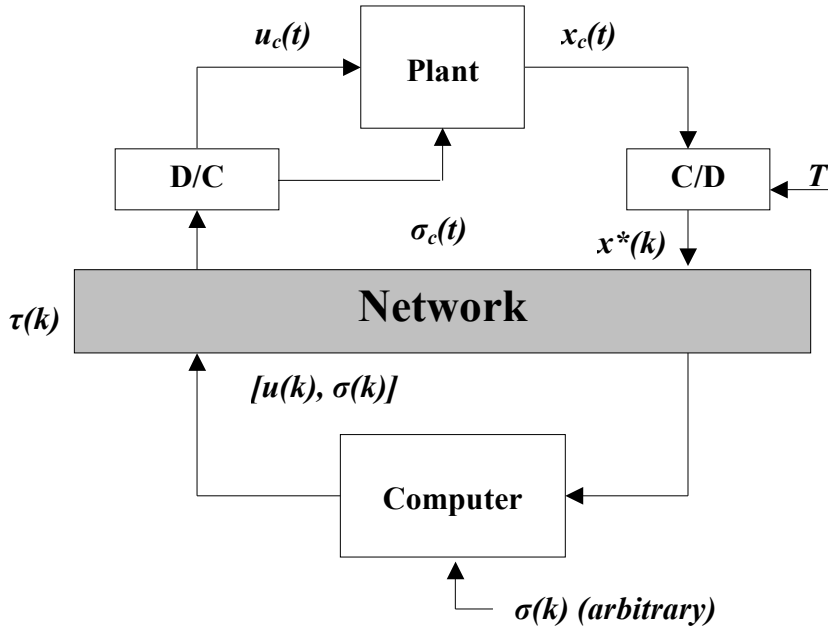 u_c(t)
Plant
x_c(t)
D/C
C/D
T
σ_c(t)
x*(k)
Network
τ(k)
[u(k), σ(k)]
Computer
σ(k) (arbitrary)